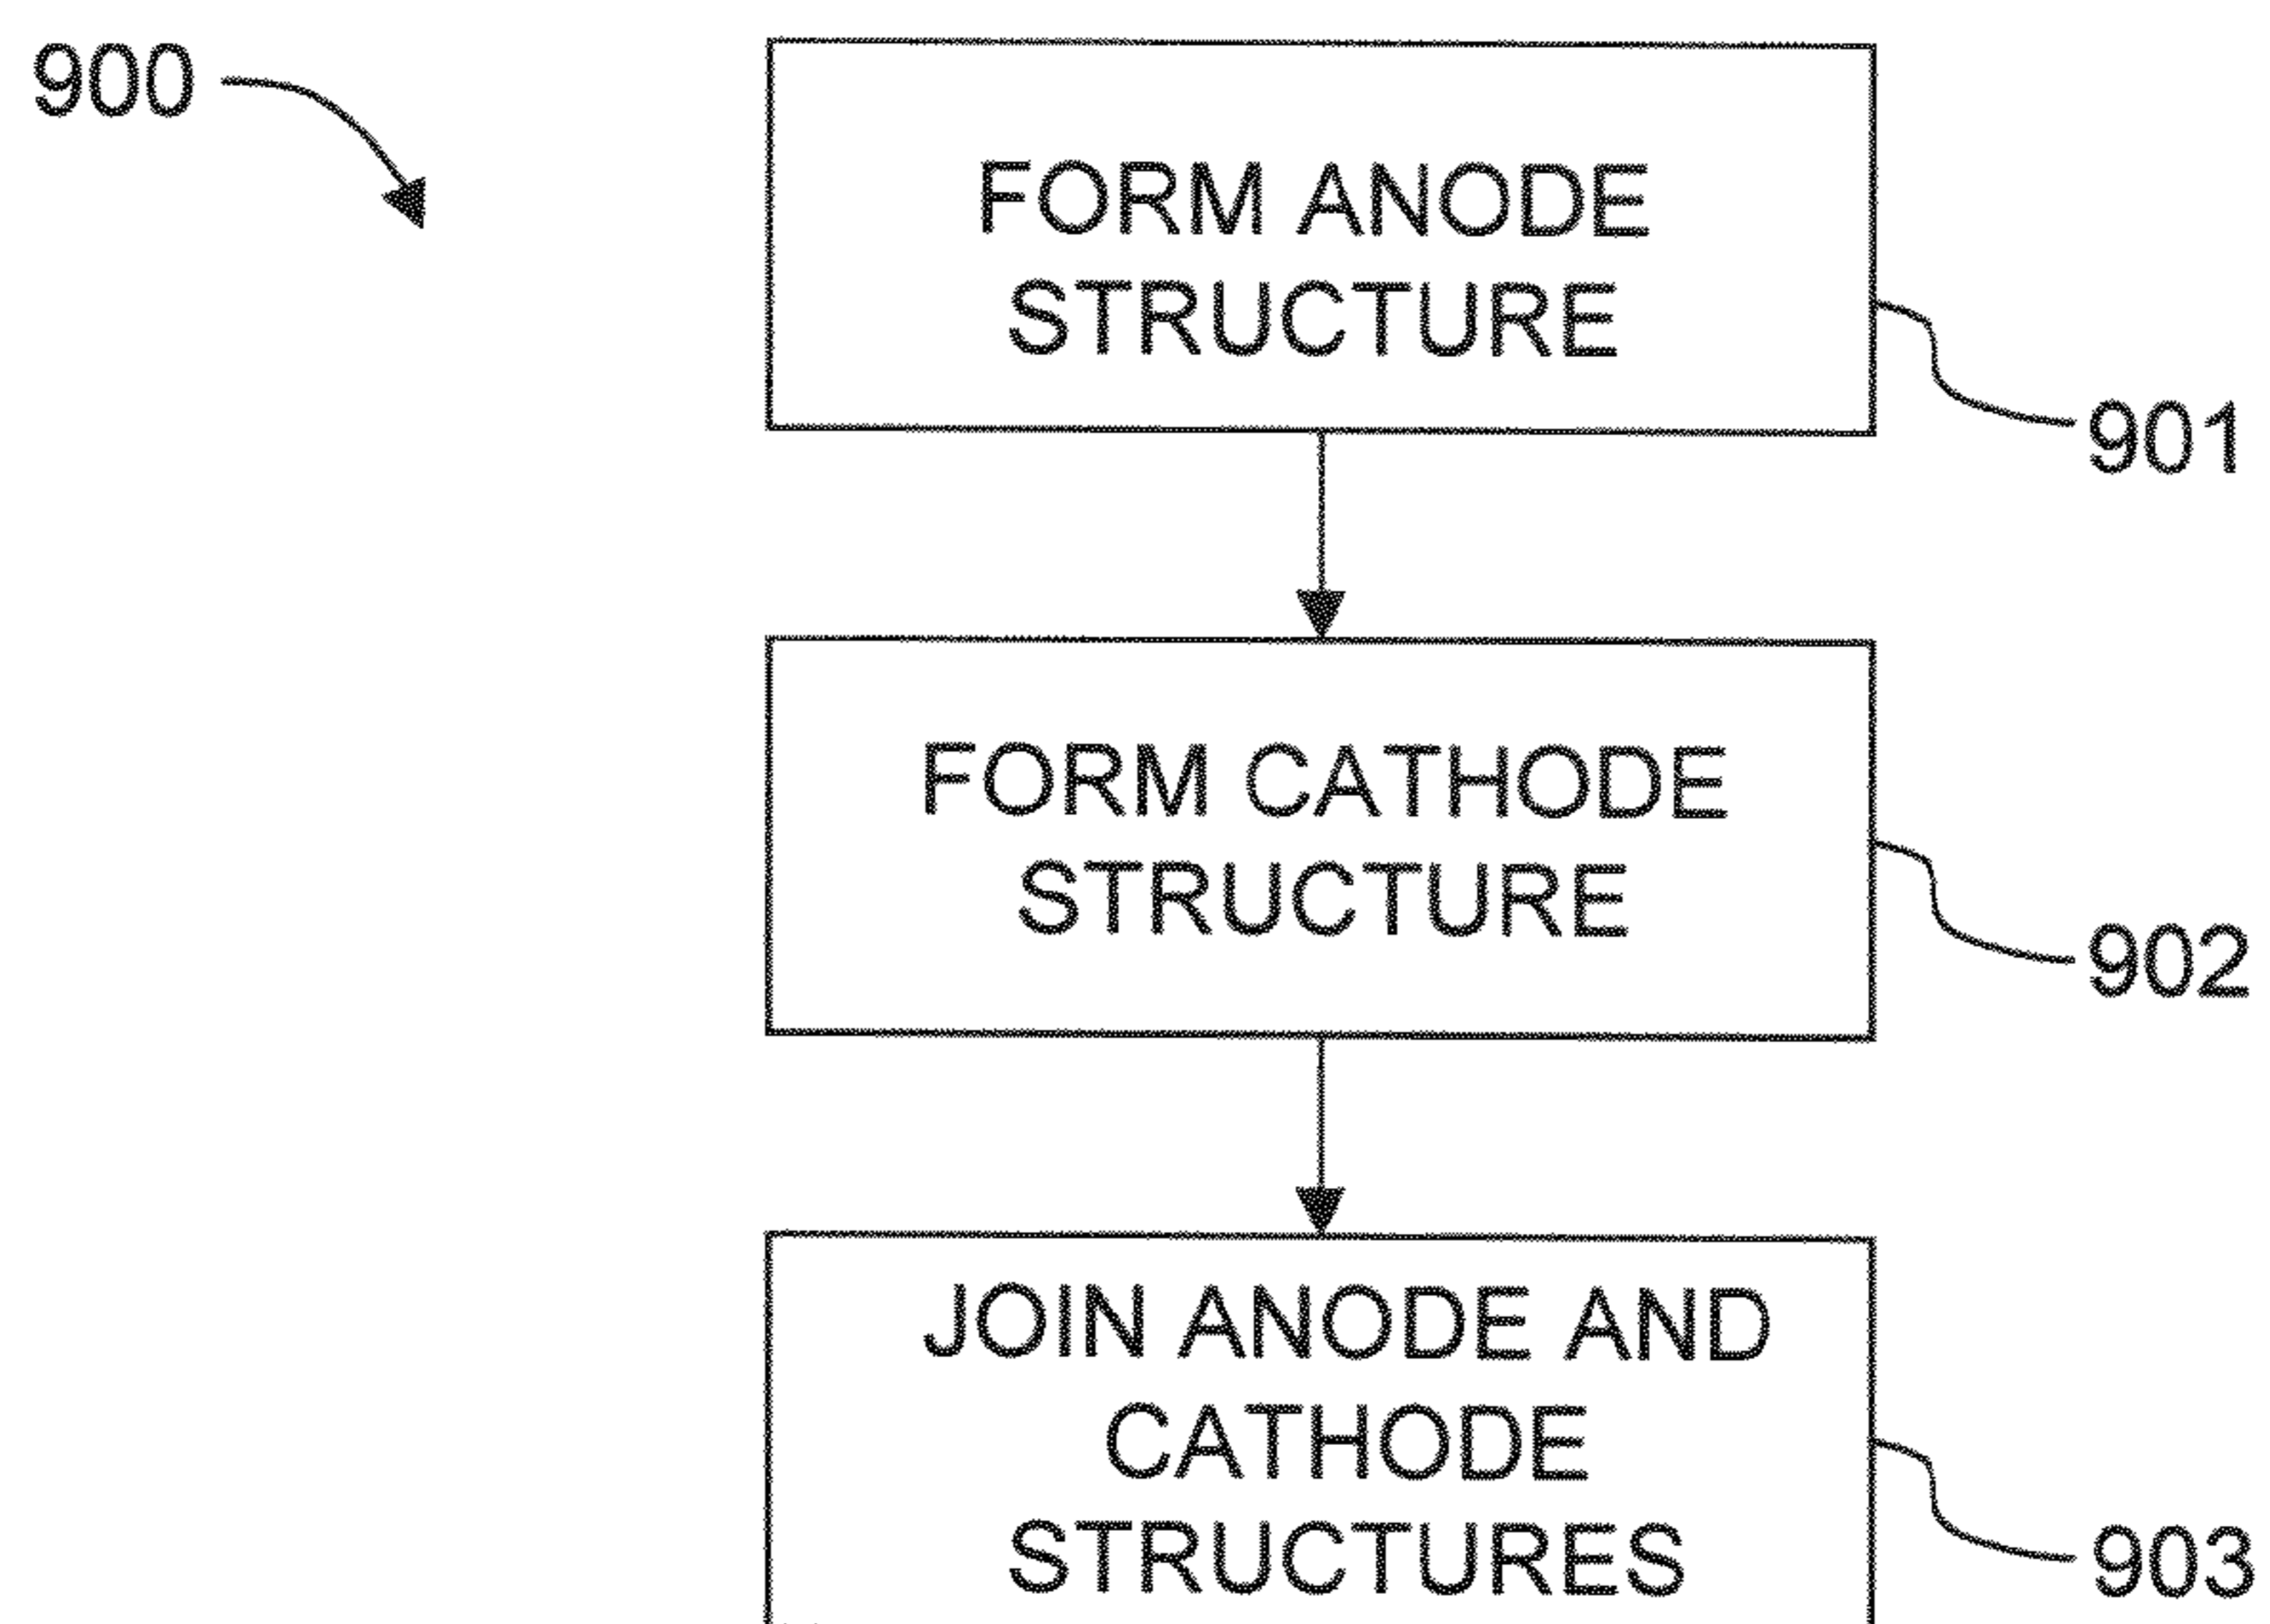 900
FORM ANODE
STRUCTURE
901
FORM CATHODE
STRUCTURE
902
JOIN ANODE AND
CATHODE
STRUCTURES
903